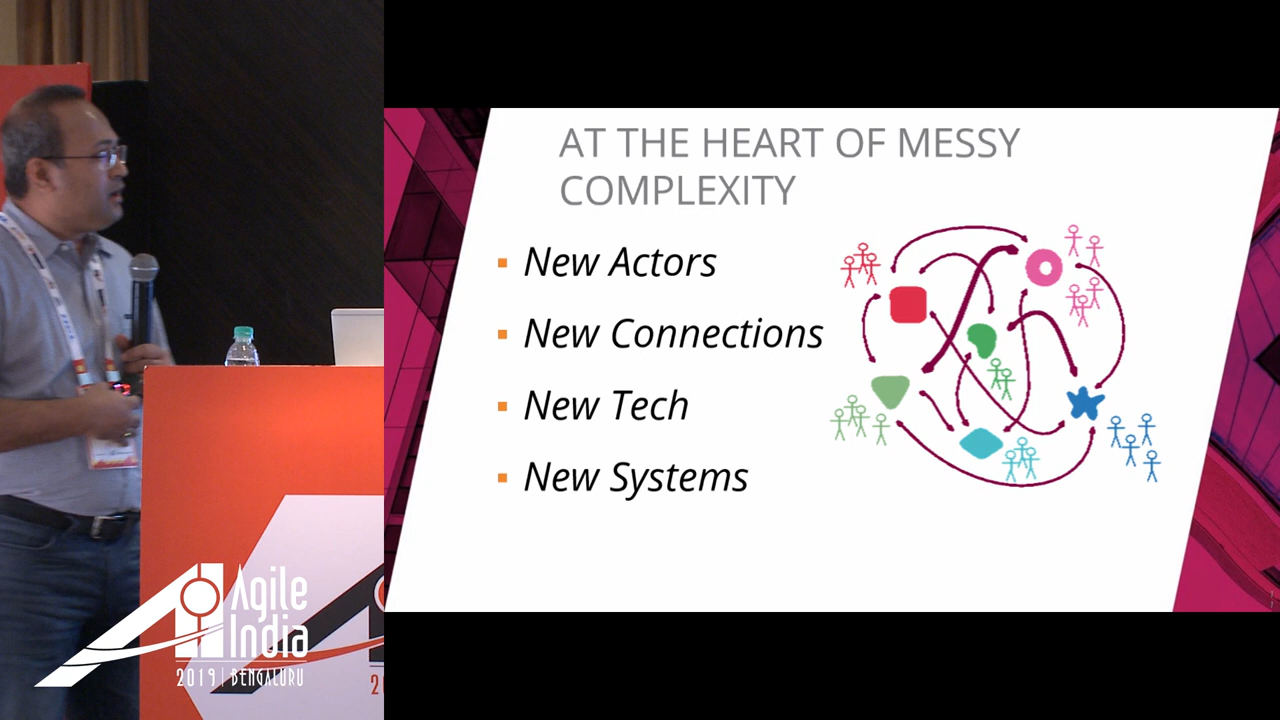 AT THE HEART OF MESSY
COMPLEXITY
New Actors
New Connections
New Tech
New Systems
Agile
India
2019 | BENGALURU